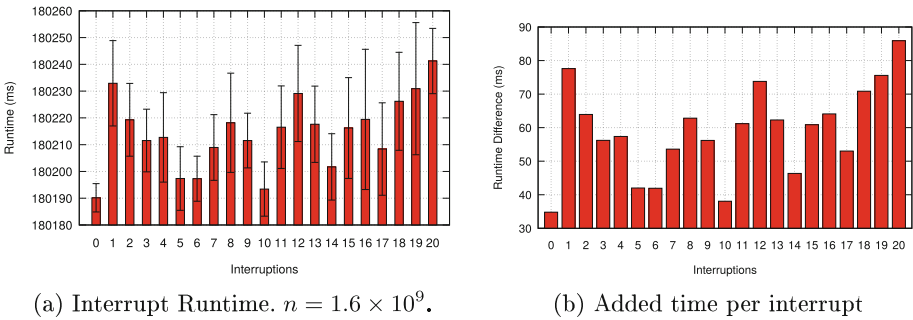 180260
180250
180240
180230
180220
180210
180200
180190
180180
Runtime (ms)
0 1 2 3 4 5 6 7 8 9 10 11 12 13 14 15 16 17 18 19 20
Interruptions
(a) Interrupt Runtime. n = 1.6 × 10⁹.
90
80
70
60
50
40
30
Runtime Difference (ms)
0 1 2 3 4 5 6 7 8 9 10 11 12 13 14 15 16 17 18 19 20
Interruptions
(b) Added time per interrupt